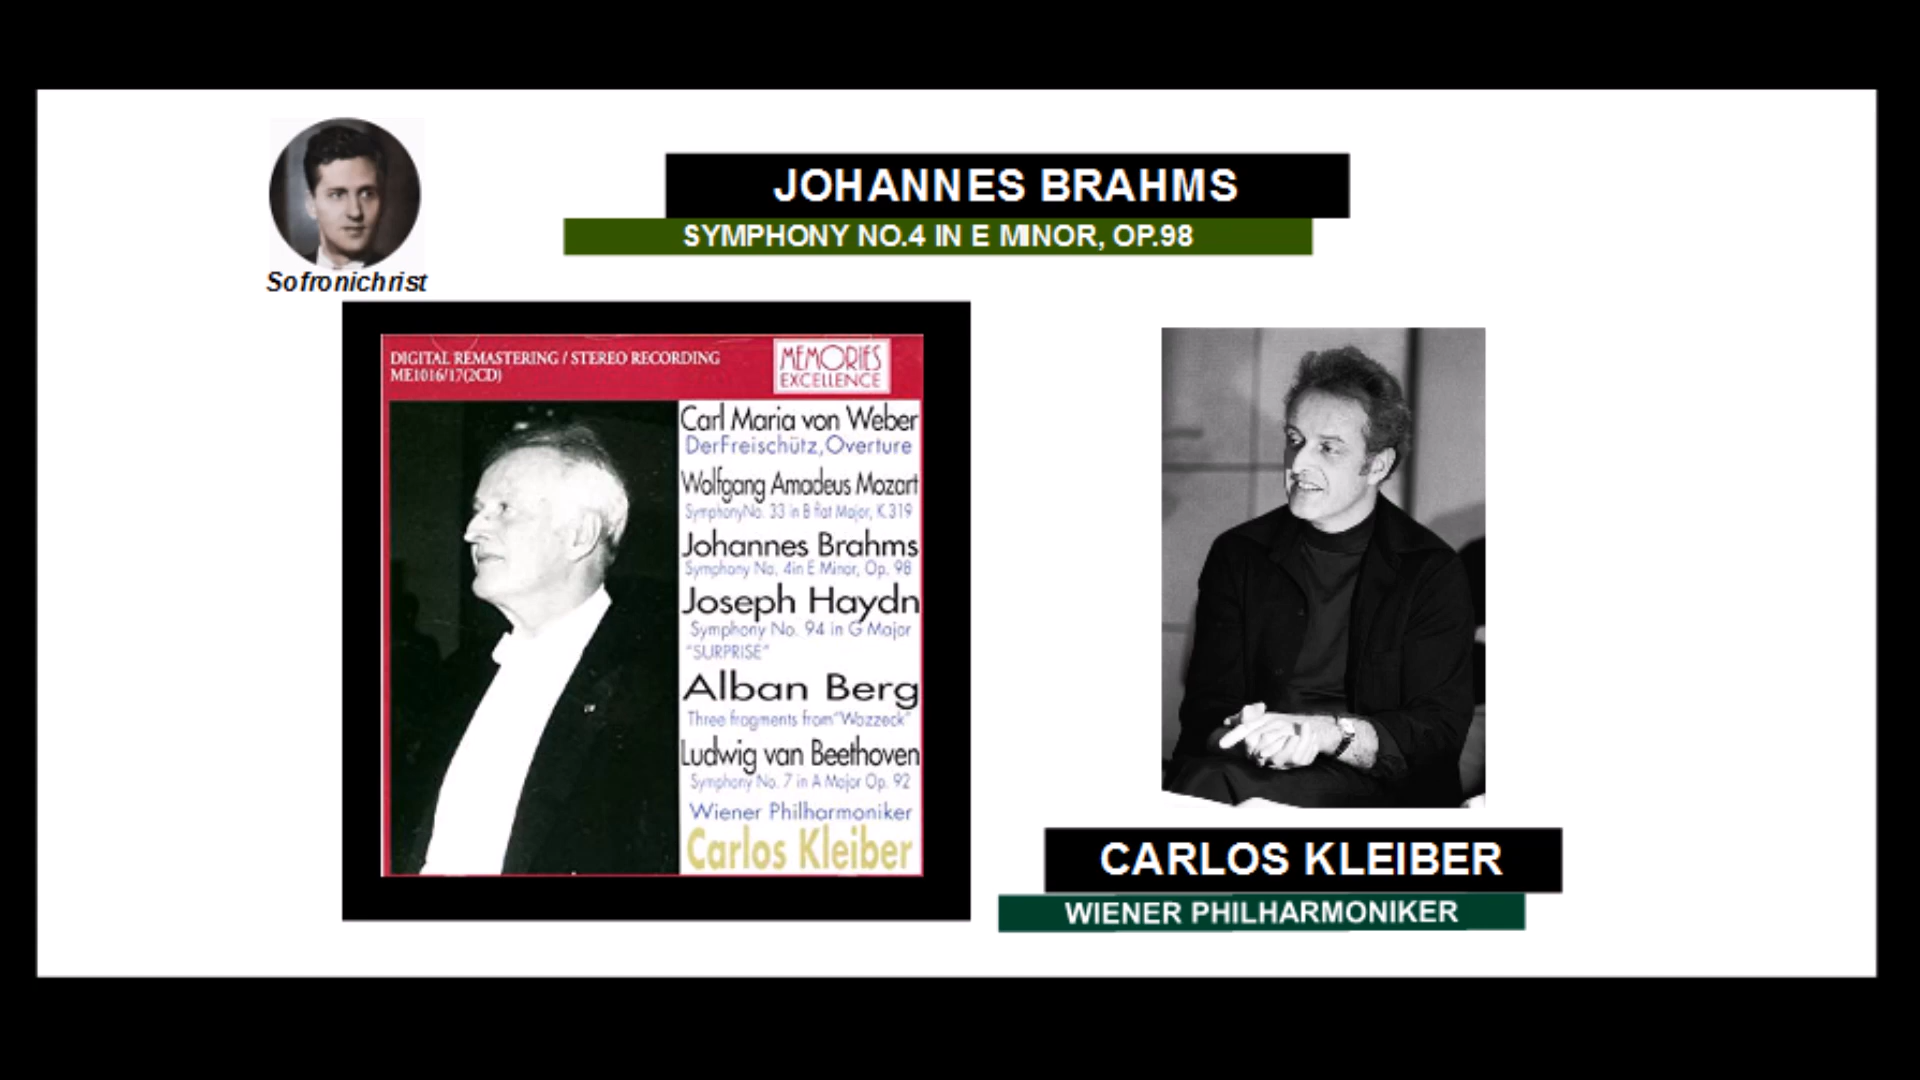 JOHANNES BRAHMS
SYMPHONY NO.4 IN E MINOR, OP.98
Sofronichrist
DIGITAL REMASTERING / STEREO RECORDING
ME1016/17(2CD)
MEMORIES
EXCELLENCE
Carl Maria von Weber
DerFreischütz,Overture
Wolfgang Amadeus Mozart
SymphonyNo. 33 in B flat Major, K.319
Johannes Brahms
Symphony No. 4in E Minor, Op. 98
Joseph Haydn
Symphony No. 94 in G Major
"SURPRISE"
Alban Berg
Three fragments from"Wozzeck"
Ludwig van Beethoven
Symphony No. 7 in A Major Op. 92
Wiener Philharmoniker
Carlos Kleiber
CARLOS KLEIBER
WIENER PHILHARMONIKER